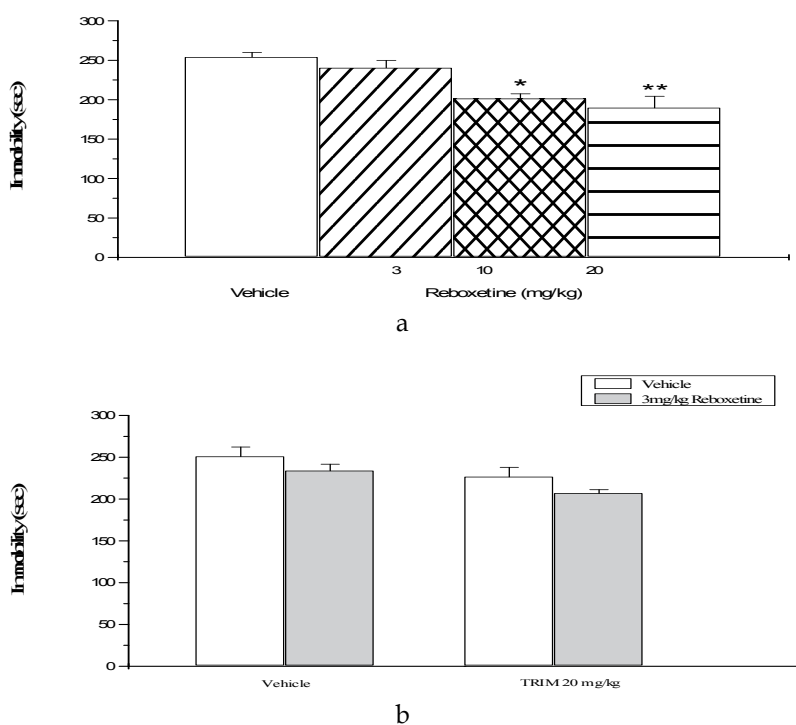 300
250
200
150
100
50
0
Immobility (sec)
*
**
3 10 20
Vehicle Reboxetine (mg/kg)
a
Vehicle
3mg/kg Reboxetine
300
250
200
150
100
50
0
Immobility (sec)
Vehicle TRIM 20 mg/kg
b